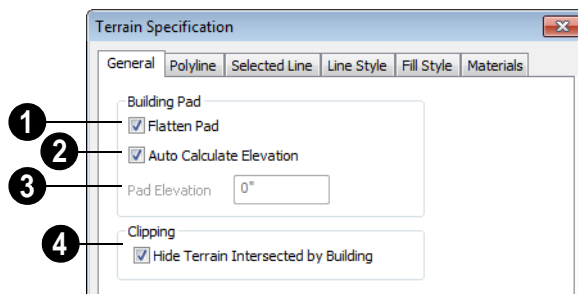 Terrain Specification
General Polyline Selected Line Line Style Fill Style Materials
Building Pad
1 Flatten Pad
2 Auto Calculate Elevation
3 Pad Elevation 0"
Clipping
4 Hide Terrain Intersected by Building